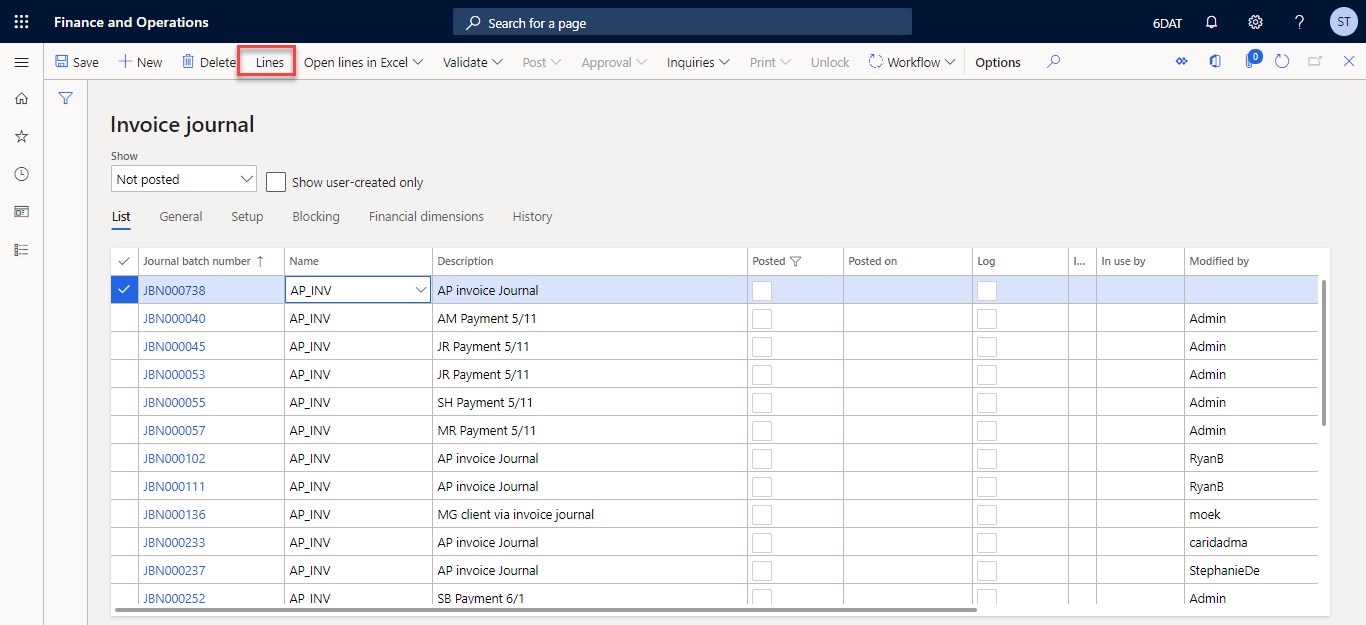 Finance and Operations Search for a page 6DAT ? ST
Save New Delete Lines Open lines in Excel Validate Post Approval Inquiries Print Unlock Workflow Options 0
Invoice journal
Show
Not posted Show user-created only
List General Setup Blocking Financial dimensions History
Journal batch number ↑ Name Description Posted Posted on Log I... In use by Modified by
JBN000738 AP_INV AP invoice Journal
JBN000040 AP_INV AM Payment 5/11 Admin
JBN000045 AP_INV JR Payment 5/11 Admin
JBN000053 AP_INV JR Payment 5/11 Admin
JBN000055 AP_INV SH Payment 5/11 Admin
JBN000057 AP_INV MR Payment 5/11 Admin
JBN000102 AP_INV AP invoice Journal RyanB
JBN000111 AP_INV AP invoice Journal RyanB
JBN000136 AP_INV MG client via invoice journal moek
JBN000233 AP_INV AP invoice Journal caridadma
JBN000237 AP_INV AP invoice Journal StephanieDe
JBN000252 AP_INV SB Payment 6/1 Admin